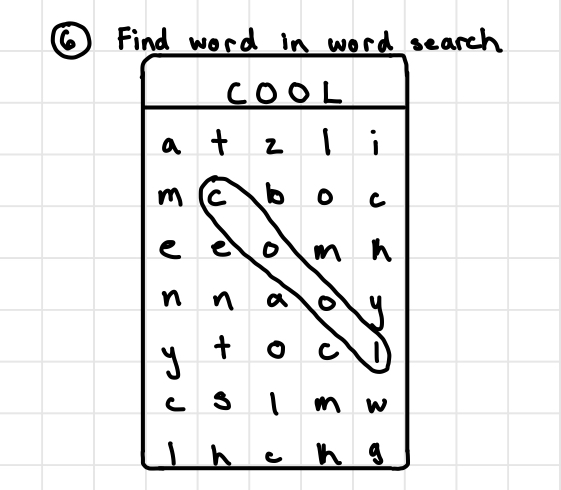 6 Find word in word search
COOL
a t z l i
m c b o c
e e o m h
n n a o y
y t o c l
c s l m w
l h c h g